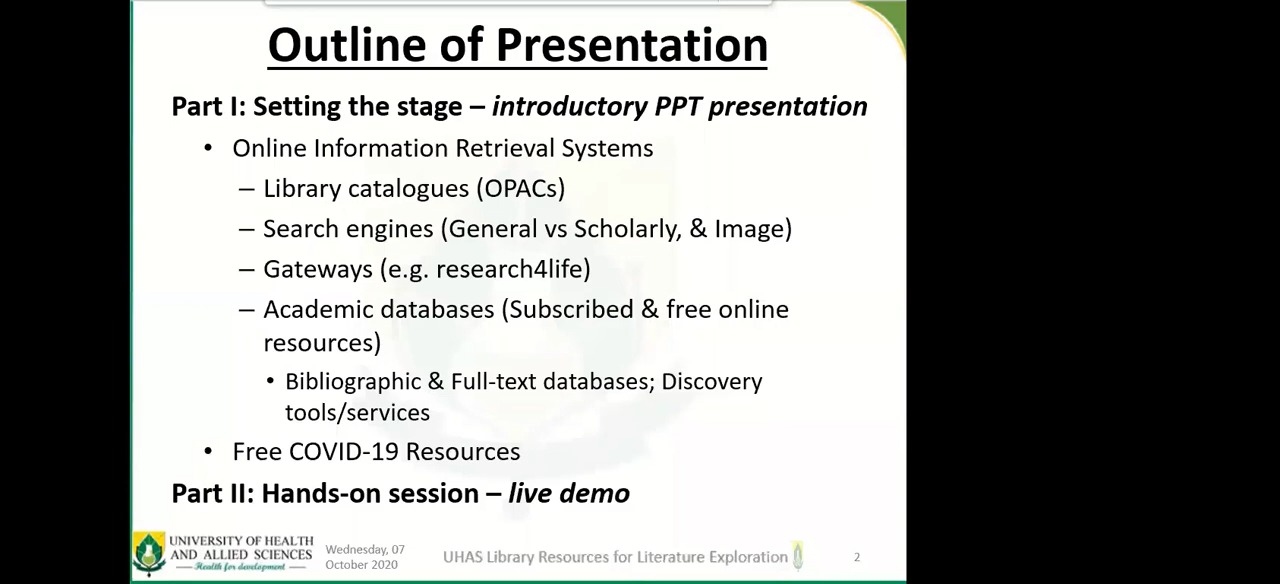 Outline of Presentation
Part I: Setting the stage – introductory PPT presentation
• Online Information Retrieval Systems
– Library catalogues (OPACs)
– Search engines (General vs Scholarly, & Image)
– Gateways (e.g. research4life)
– Academic databases (Subscribed & free online
resources)
• Bibliographic & Full-text databases; Discovery
tools/services
• Free COVID-19 Resources
Part II: Hands-on session – live demo
UNIVERSITY OF HEALTH
AND ALLIED SCIENCES
Health for development
Wednesday, 07
October 2020
UHAS Library Resources for Literature Exploration
2